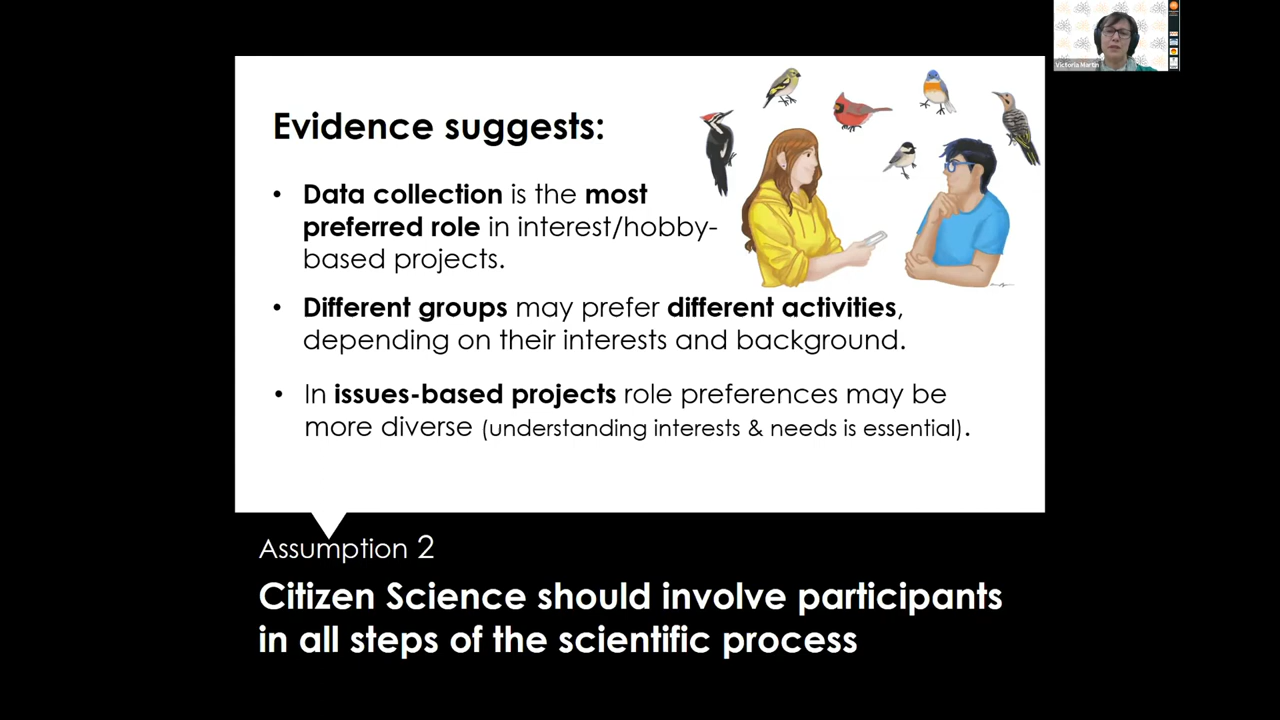 Victoria Martin
Evidence suggests:
• Data collection is the most
preferred role in interest/hobby-
based projects.
• Different groups may prefer different activities,
depending on their interests and background.
• In issues-based projects role preferences may be
more diverse (understanding interests & needs is essential).
Assumption 2
Citizen Science should involve participants
in all steps of the scientific process